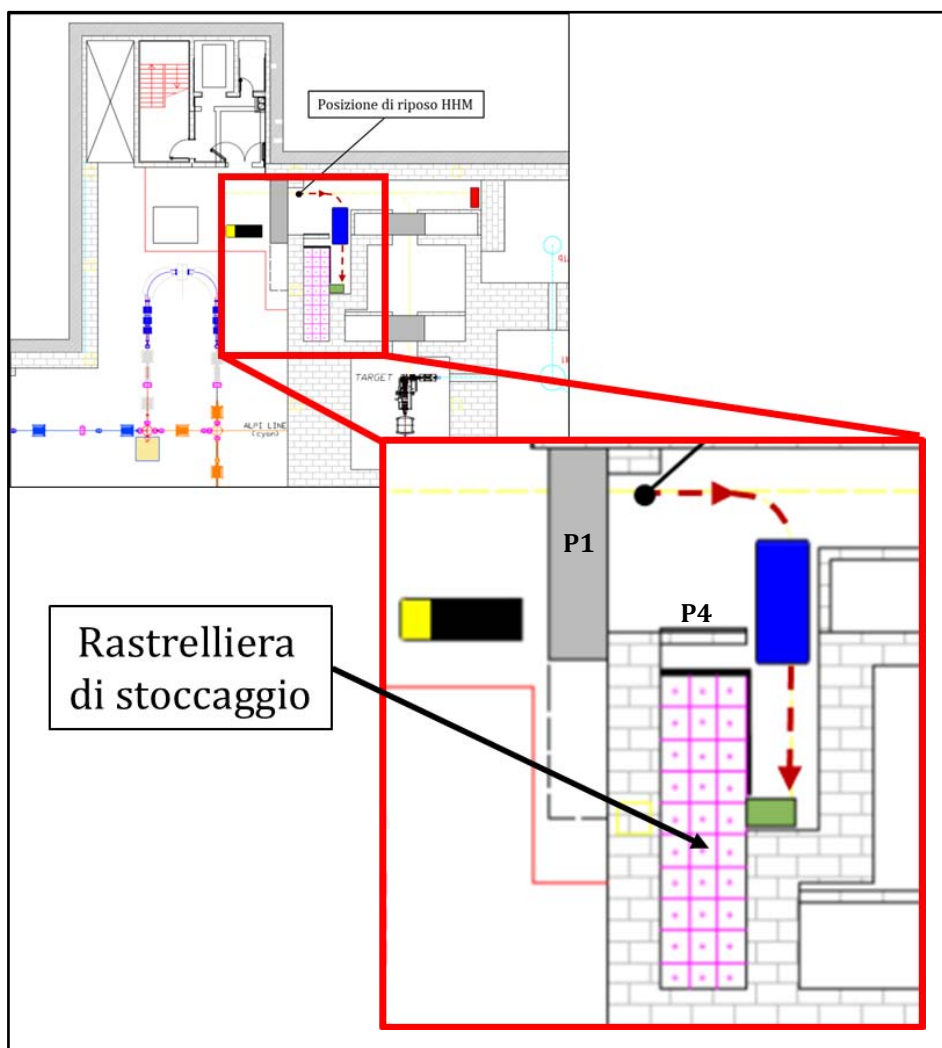 Posizione di riposo HHM
TARGET
ALPI LINE
(cyan)
P1
P4
Rastrelliera
di stoccaggio